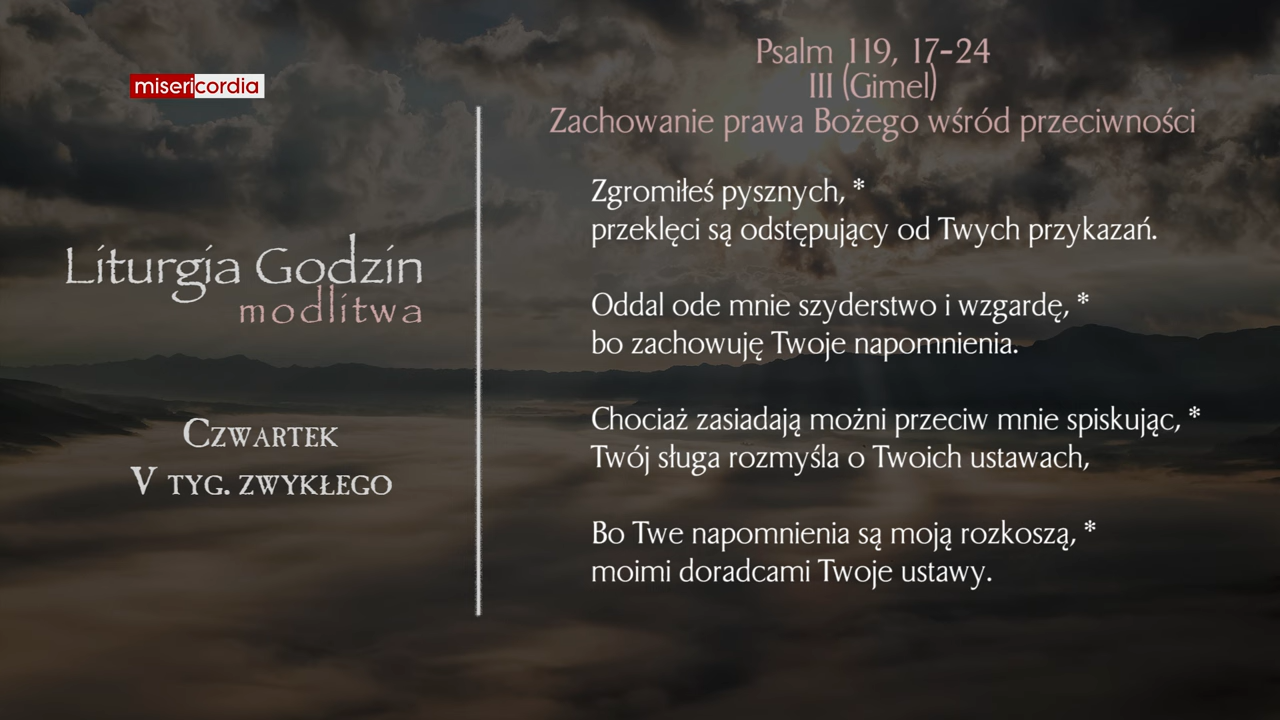 misericordia
Liturgia Godzin
modlitwa
Czwartek
V tyg. zwykłego
Psalm 119, 17-24
III (Gimel)
Zachowanie prawa Bożego wśród przeciwności
Zgromiłeś pysznych, *
przeklęci są odstępujący od Twych przykazań.
Oddal ode mnie szyderstwo i wzgardę, *
bo zachowuję Twoje napomnienia.
Chociaż zasiadają możni przeciw mnie spiskując, *
Twój sługa rozmyśla o Twoich ustawach,
Bo Twe napomnienia są moją rozkoszą, *
moimi doradcami Twoje ustawy.